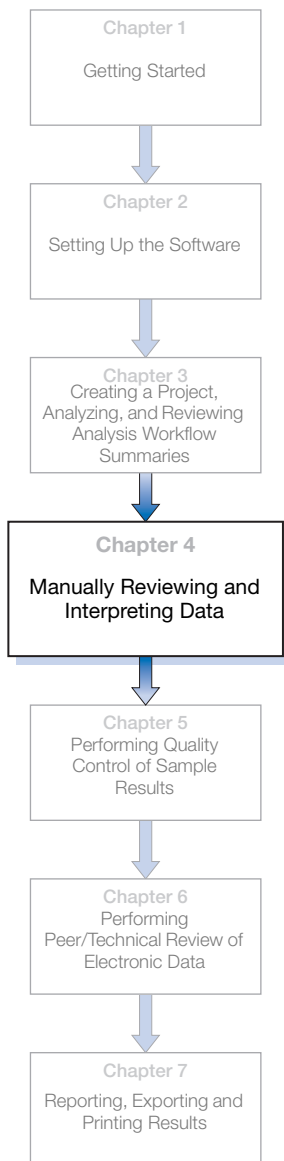 Chapter 1
Getting Started
Chapter 2
Setting Up the Software
Chapter 3
Creating a Project,
Analyzing, and Reviewing
Analysis Workflow
Summaries
Chapter 4
Manually Reviewing and
Interpreting Data
Chapter 5
Performing Quality
Control of Sample
Results
Chapter 6
Performing
Peer/Technical Review of
Electronic Data
Chapter 7
Reporting, Exporting and
Printing Results